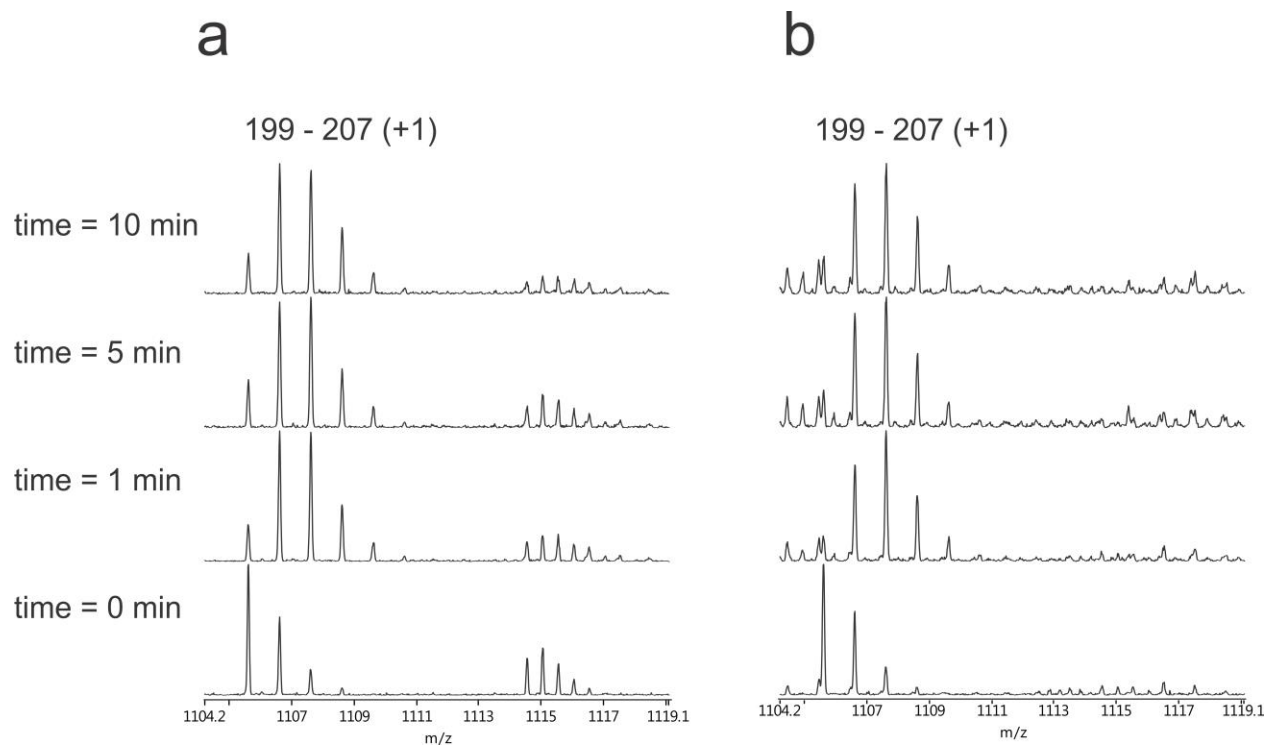 a
b
199 - 207 (+1)
199 - 207 (+1)
time = 10 min
time = 5 min
time = 1 min
time = 0 min
1104.2 1107 1109 1111 1113 1115 1117 1119.1
m/z
1104.2 1107 1109 1111 1113 1115 1117 1119.1
m/z